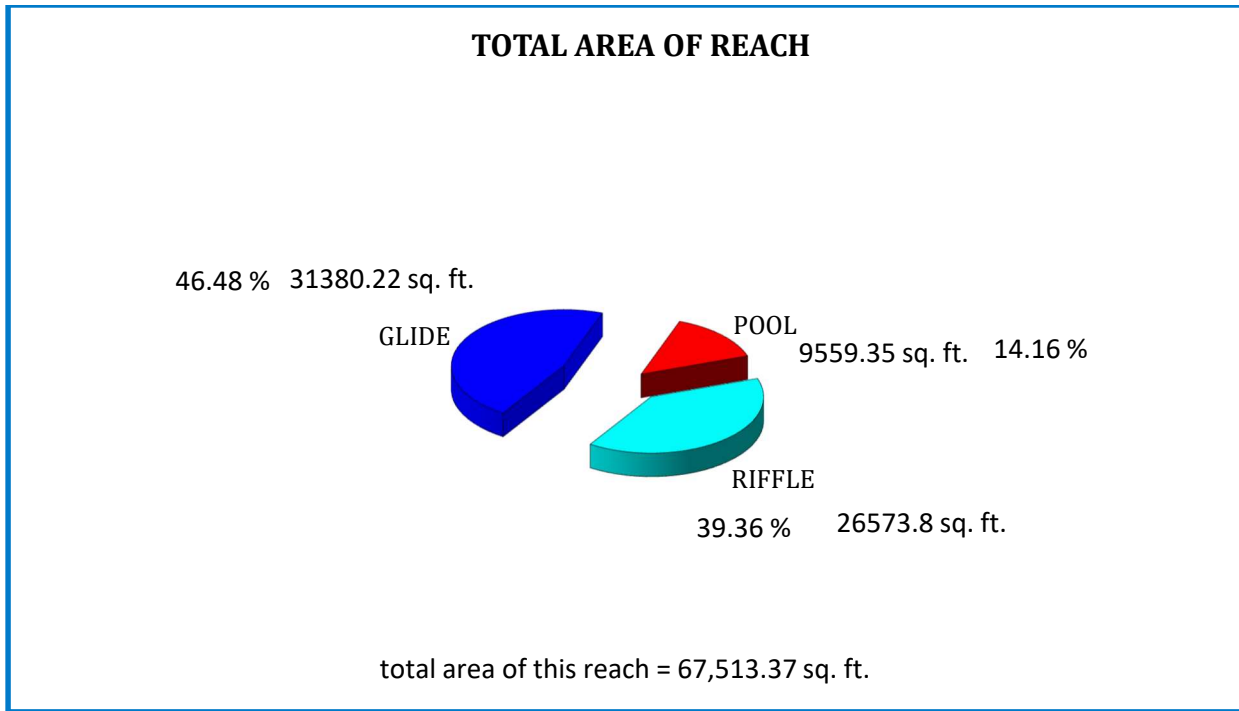 TOTAL AREA OF REACH
46.48 % 31380.22 sq. ft.
GLIDE
POOL
9559.35 sq. ft. 14.16 %
RIFFLE
39.36 % 26573.8 sq. ft.
total area of this reach = 67,513.37 sq. ft.